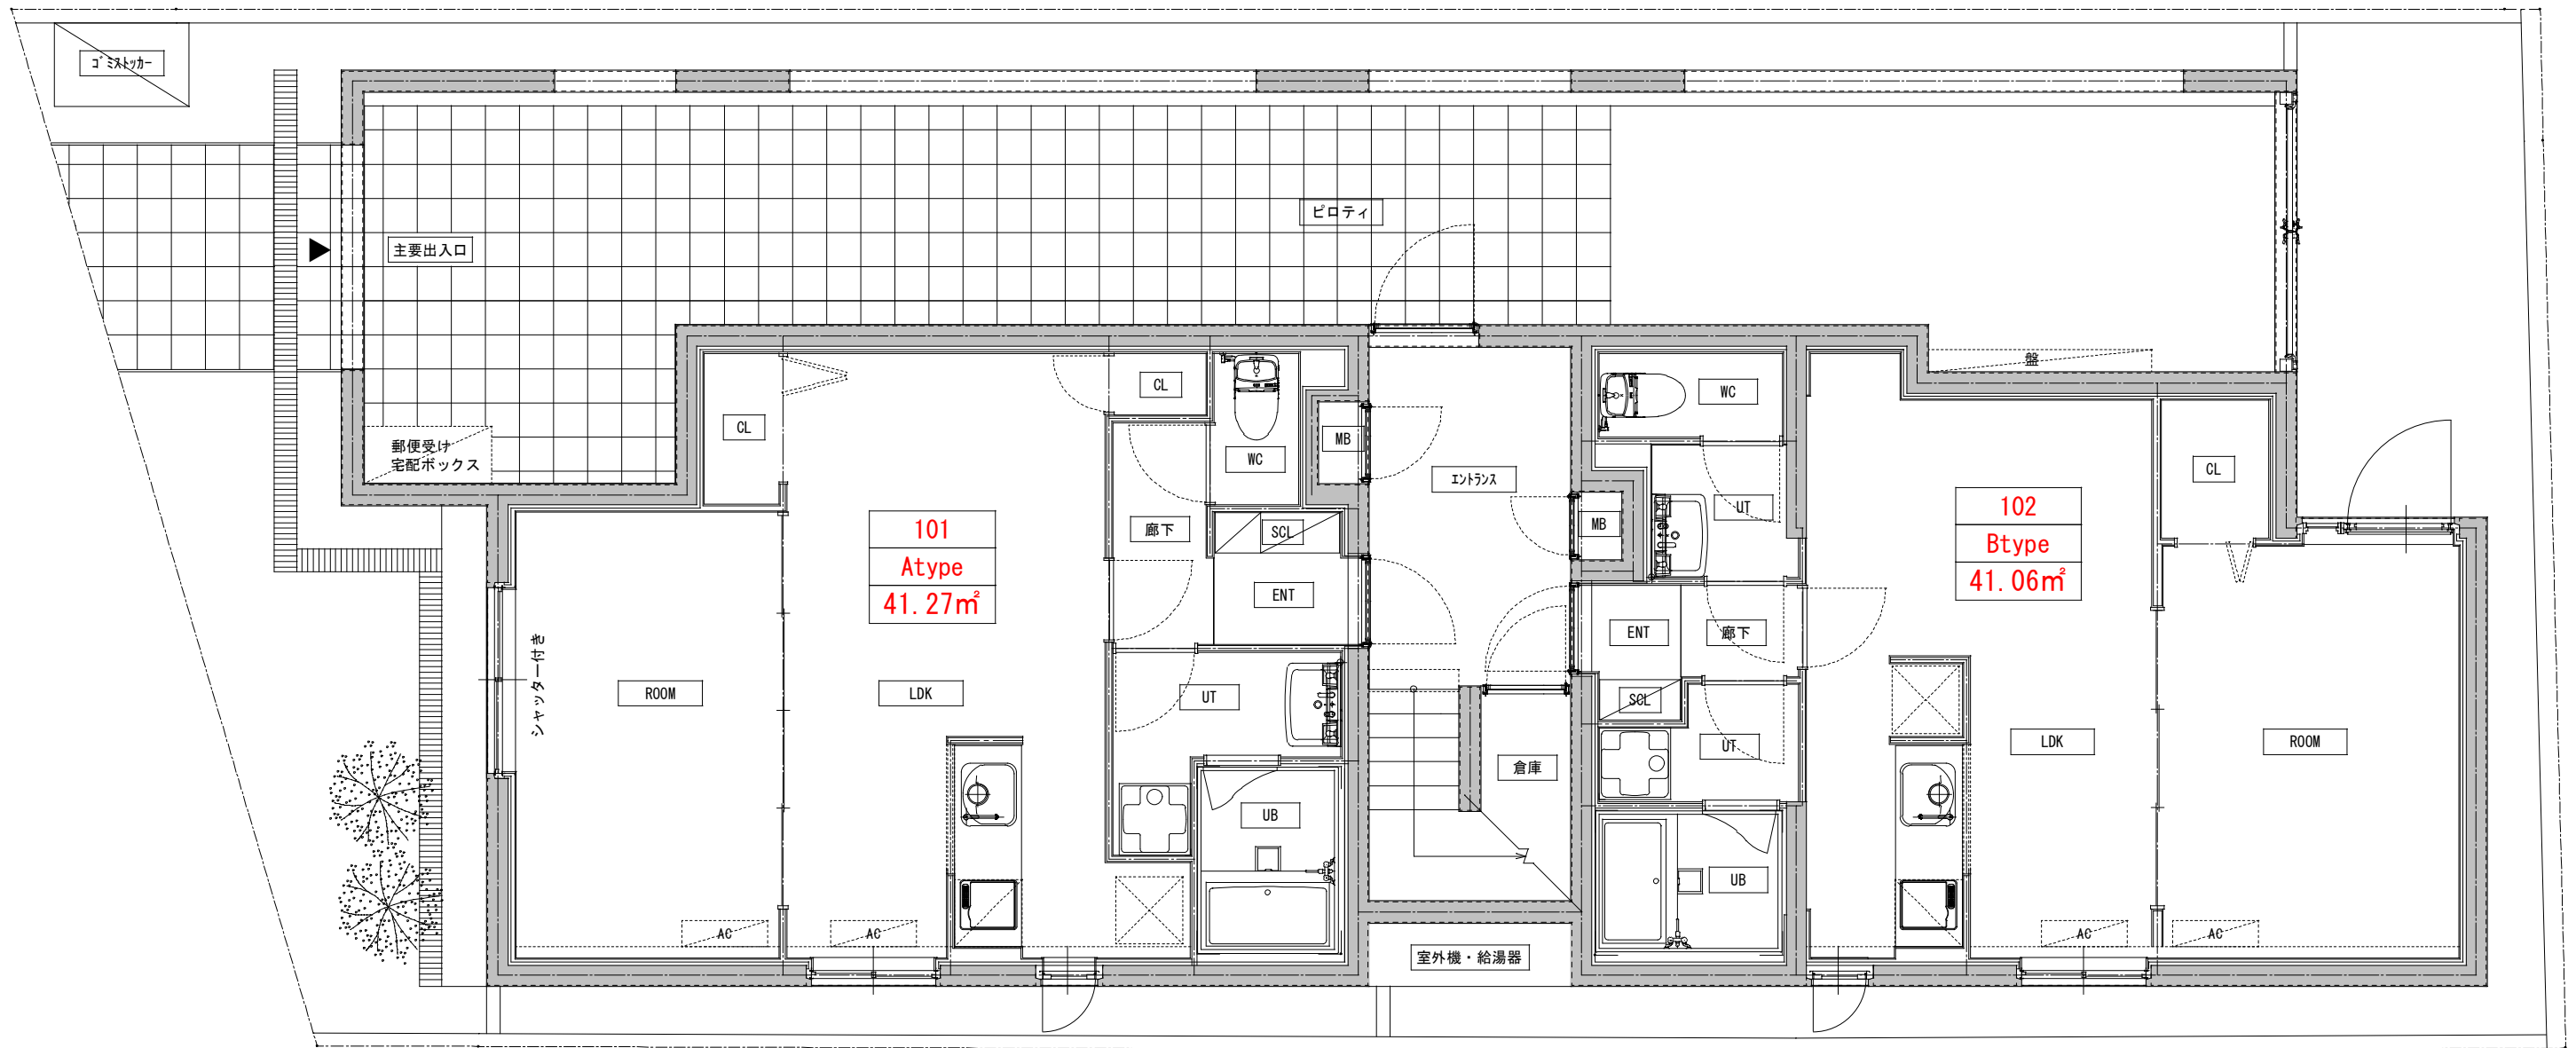 ゴミストッカー
ピロティ
主要出入口
盤
郵便受け
宅配ボックス
CL
CL
WC
MB
エントランス
WC
UT
MB
CL
101
Atype
41.27㎡
廊下
SCL
ENT
102
Btype
41.06㎡
ENT
廊下
シャッター付き
ROOM
LDK
UT
SCL
UT
LDK
ROOM
倉庫
UB
UB
AC
AC
AC
AC
室外機・給湯器